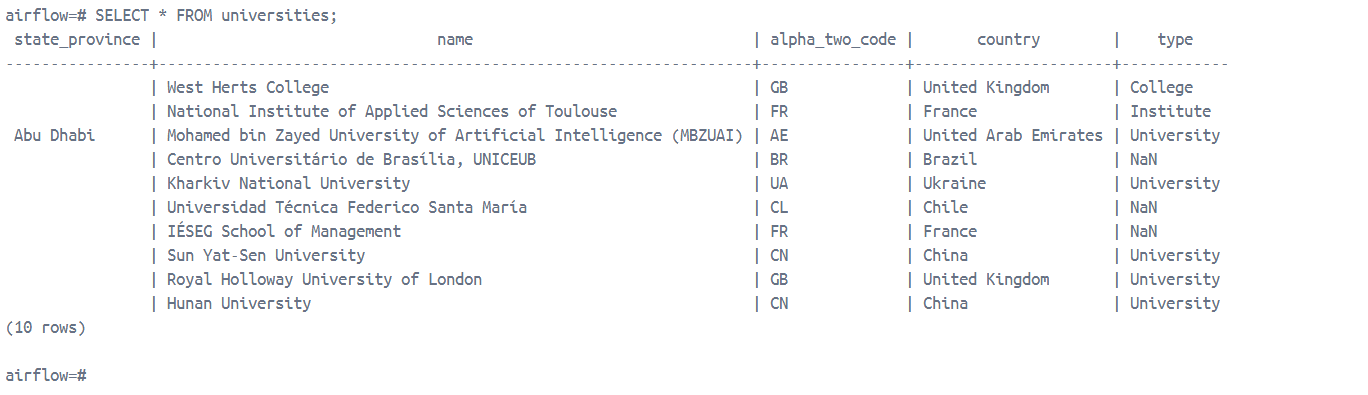 airflow=# SELECT * FROM universities;
 state_province |                               name                               | alpha_two_code |       country        |    type
----------------+------------------------------------------------------------------+----------------+----------------------+------------
                | West Herts College                                               | GB             | United Kingdom       | College
                | National Institute of Applied Sciences of Toulouse               | FR             | France               | Institute
 Abu Dhabi      | Mohamed bin Zayed University of Artificial Intelligence (MBZUAI) | AE             | United Arab Emirates | University
                | Centro Universitário de Brasília, UNICEUB                        | BR             | Brazil               | NaN
                | Kharkiv National University                                      | UA             | Ukraine              | University
                | Universidad Técnica Federico Santa María                         | CL             | Chile                | NaN
                | IÉSEG School of Management                                       | FR             | France               | NaN
                | Sun Yat-Sen University                                           | CN             | China                | University
                | Royal Holloway University of London                              | GB             | United Kingdom       | University
                | Hunan University                                                 | CN             | China                | University
(10 rows)

airflow=#